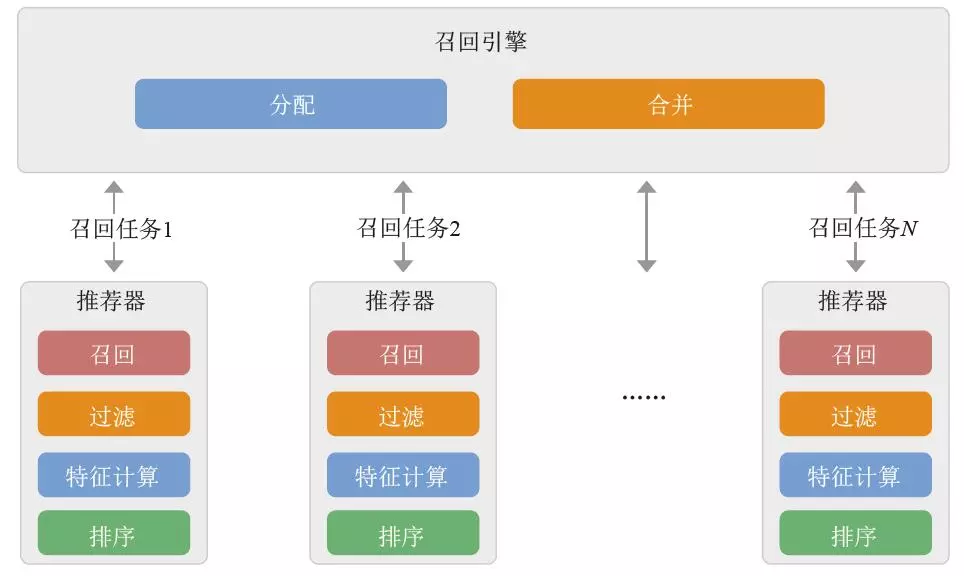 召回引擎
分配
合并
召回任务1
召回任务2
召回任务N
推荐器
召回
过滤
特征计算
排序
推荐器
召回
过滤
特征计算
排序
......
推荐器
召回
过滤
特征计算
排序